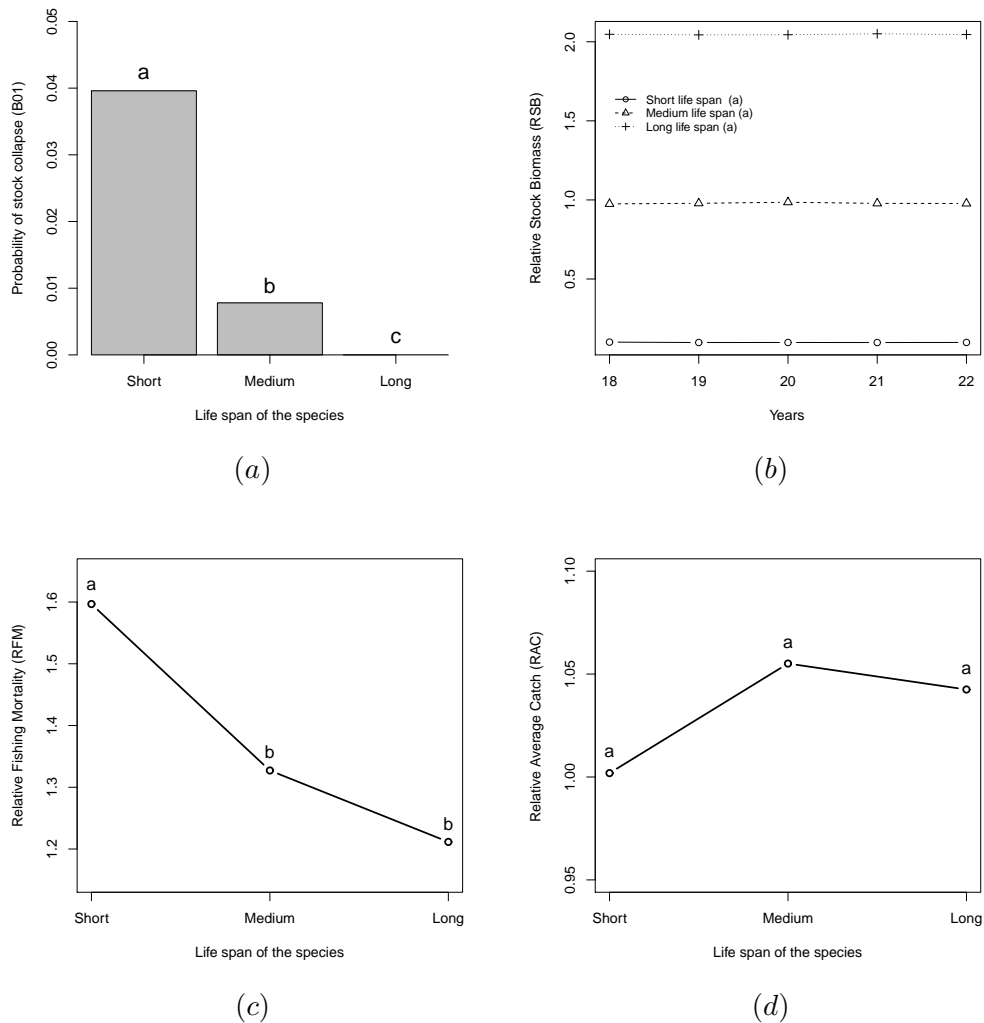 Probability of stock collapse (B01)
0.05
0.04
0.03
0.02
0.01
0.00
a
b
c
Short Medium Long
Life span of the species
(a)
Relative Stock Biomass (RSB)
2.0
1.5
1.0
0.5
Short life span (a)
Medium life span (a)
Long life span (a)
18 19 20 21 22
Years
(b)
Relative Fishing Mortality (RFM)
1.6
1.5
1.4
1.3
1.2
a
b
b
Short Medium Long
Life span of the species
(c)
Relative Average Catch (RAC)
1.10
1.05
1.00
0.95
a
a
a
Short Medium Long
Life span of the species
(d)